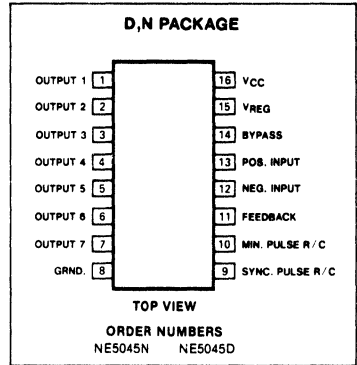 D,N PACKAGE
OUTPUT 1 1 16 VCC
OUTPUT 2 2 15 VREG
OUTPUT 3 3 14 BYPASS
OUTPUT 4 4 13 POS. INPUT
OUTPUT 5 5 12 NEG. INPUT
OUTPUT 6 6 11 FEEDBACK
OUTPUT 7 7 10 MIN. PULSE R/C
GRND. 8 9 SYNC. PULSE R/C
TOP VIEW
ORDER NUMBERS
NE5045N NE5045D